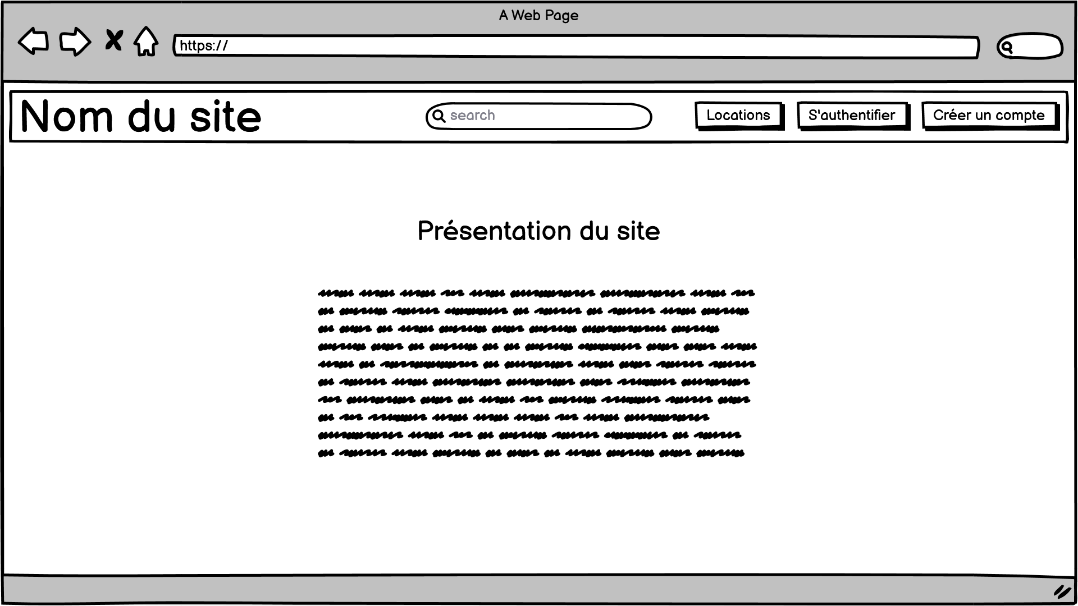 A Web Page
https://
Nom du site
search
Locations
S'authentifier
Créer un compte
Présentation du site